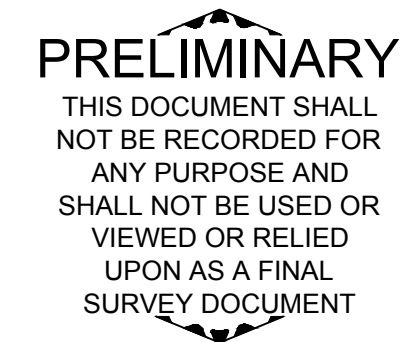 PRELIMINARY
THIS DOCUMENT SHALL
NOT BE RECORDED FOR
ANY PURPOSE AND
SHALL NOT BE USED OR
VIEWED OR RELIED
UPON AS A FINAL
SURVEY DOCUMENT